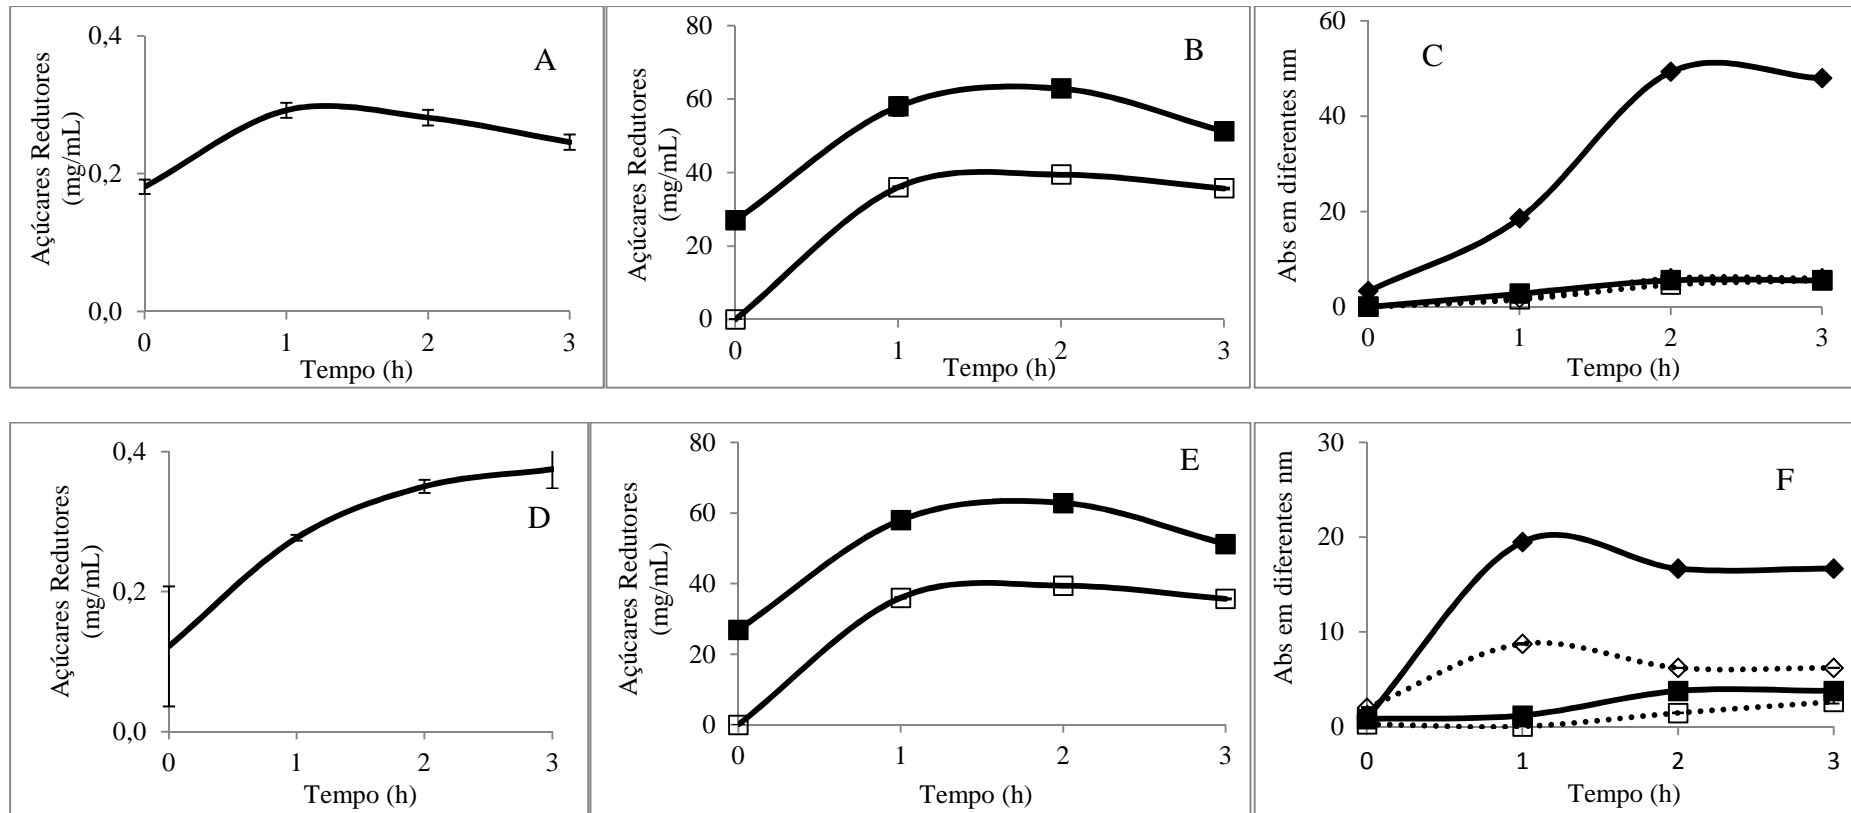 A
Açúcares Redutores
(mg/mL)
0,4
0,2
0,0
0 1 2 3
Tempo (h)
B
Açúcares Redutores
(mg/mL)
80
60
40
20
0
0 1 2 3
Tempo (h)
C
Abs em diferentes nm
60
40
20
0
0 1 2 3
Tempo (h)
D
Açúcares Redutores
(mg/mL)
0,4
0,2
0,0
0 1 2 3
Tempo (h)
E
Açúcares Redutores
(mg/mL)
80
60
40
20
0
0 1 2 3
Tempo (h)
F
Abs em diferentes nm
30
20
10
0
0 1 2 3
Tempo (h)